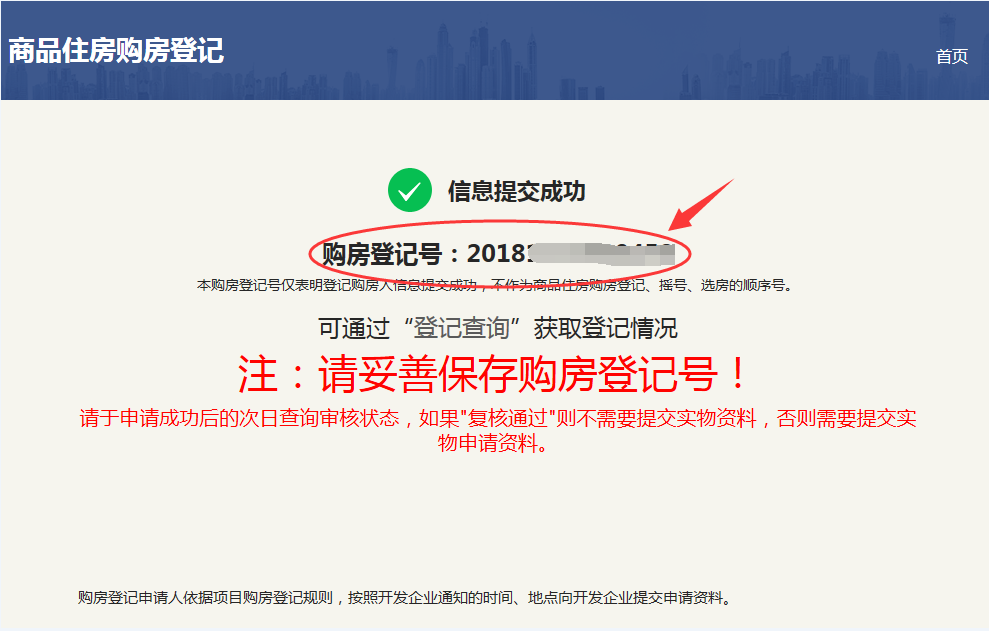 商品住房购房登记
首页
信息提交成功
购房登记号：2018
本购房登记号仅表明登记购房人信息提交成功，不作为商品住房购房登记、摇号、选房的顺序号。
可通过“登记查询”获取登记情况
注：请妥善保存购房登记号！
请于申请成功后的次日查询审核状态，如果"复核通过"则不需要提交实物资料，否则需要提交实
物申请资料。
购房登记申请人依据项目购房登记规则，按照开发企业通知的时间、地点向开发企业提交申请资料。